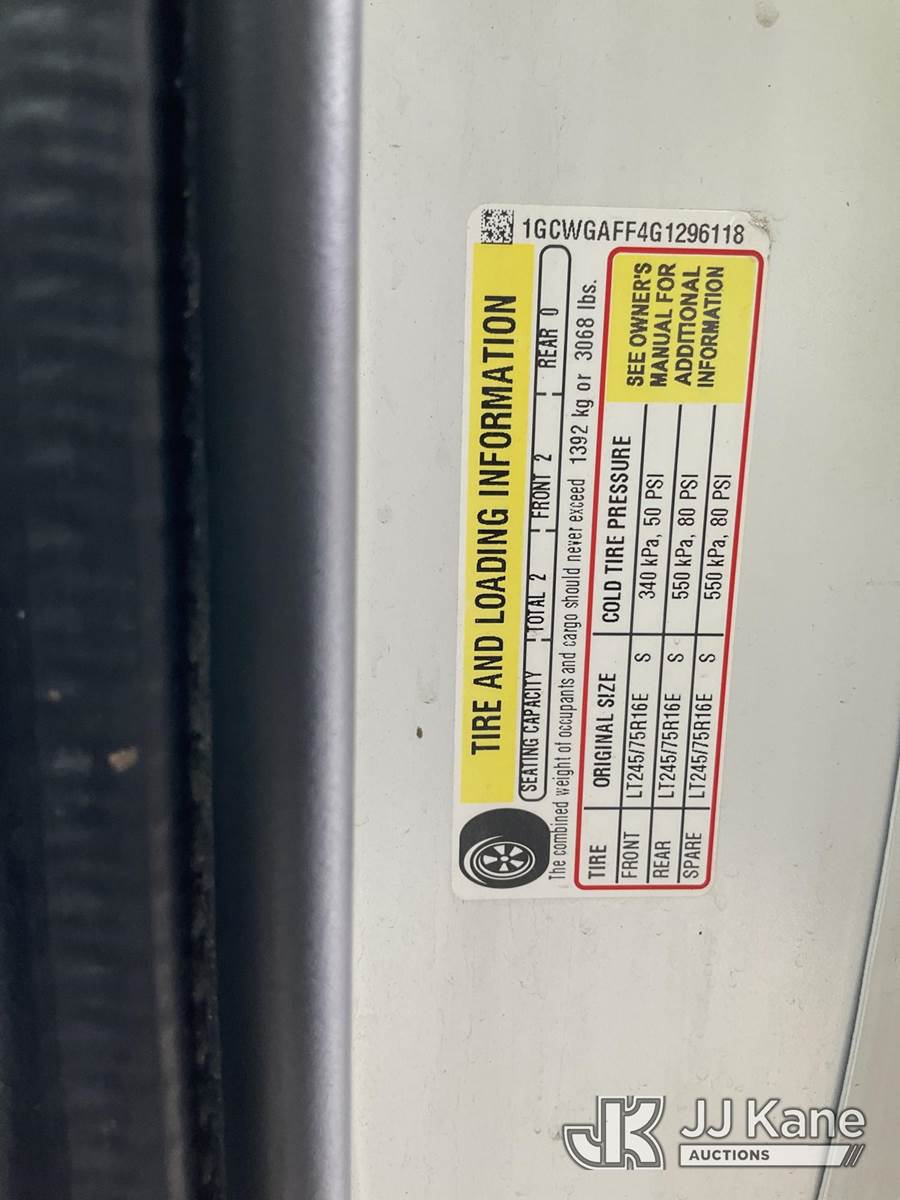 1GCWGAFF4G1296118
TIRE AND LOADING INFORMATION
SEATING CAPACITY TOTAL 2 FRONT 2 REAR 0
The combined weight of occupants and cargo should never exceed 1392 kg or 3068 lbs.
TIRE ORIGINAL SIZE COLD TIRE PRESSURE
FRONT LT245/75R16E S 340 kPa, 50 PSI
REAR LT245/75R16E S 550 kPa, 80 PSI
SPARE LT245/75R16E S 550 kPa, 80 PSI
SEE OWNER'S
MANUAL FOR
ADDITIONAL
INFORMATION
JK JJ Kane
AUCTIONS